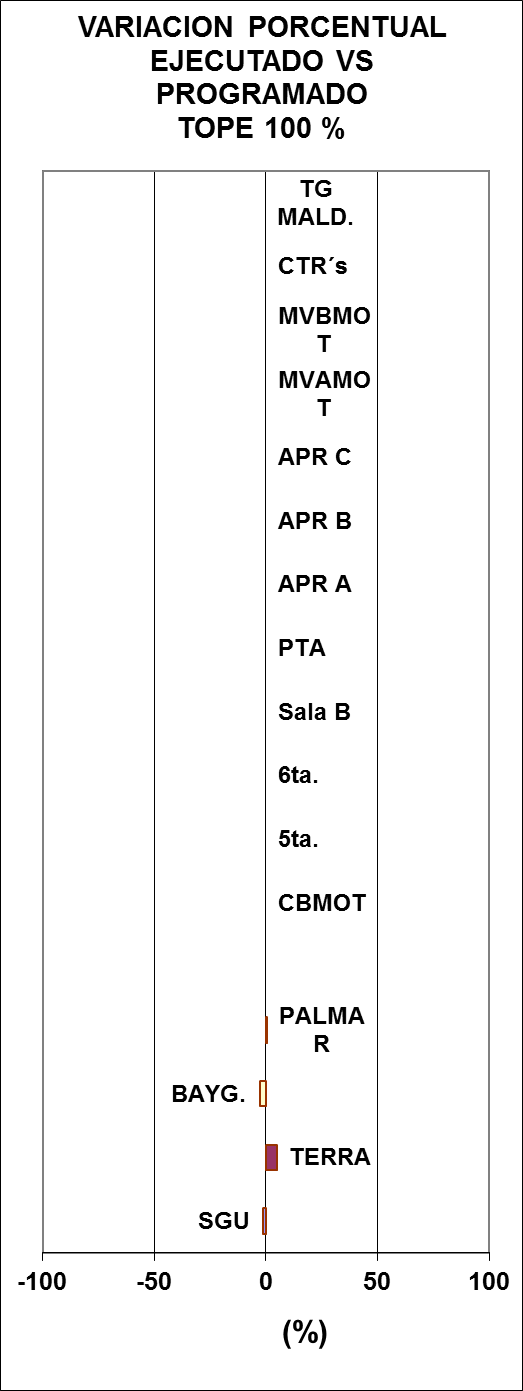 VARIACION PORCENTUAL
EJECUTADO VS
PROGRAMADO
TOPE 100 %
TG
MALD.
CTR´s
MVBMO
T
MVAMO
T
APR C
APR B
APR A
PTA
Sala B
6ta.
5ta.
CBMOT
PALMA
R
BAYG.
TERRA
SGU
-100 -50 0 50 100
(%)